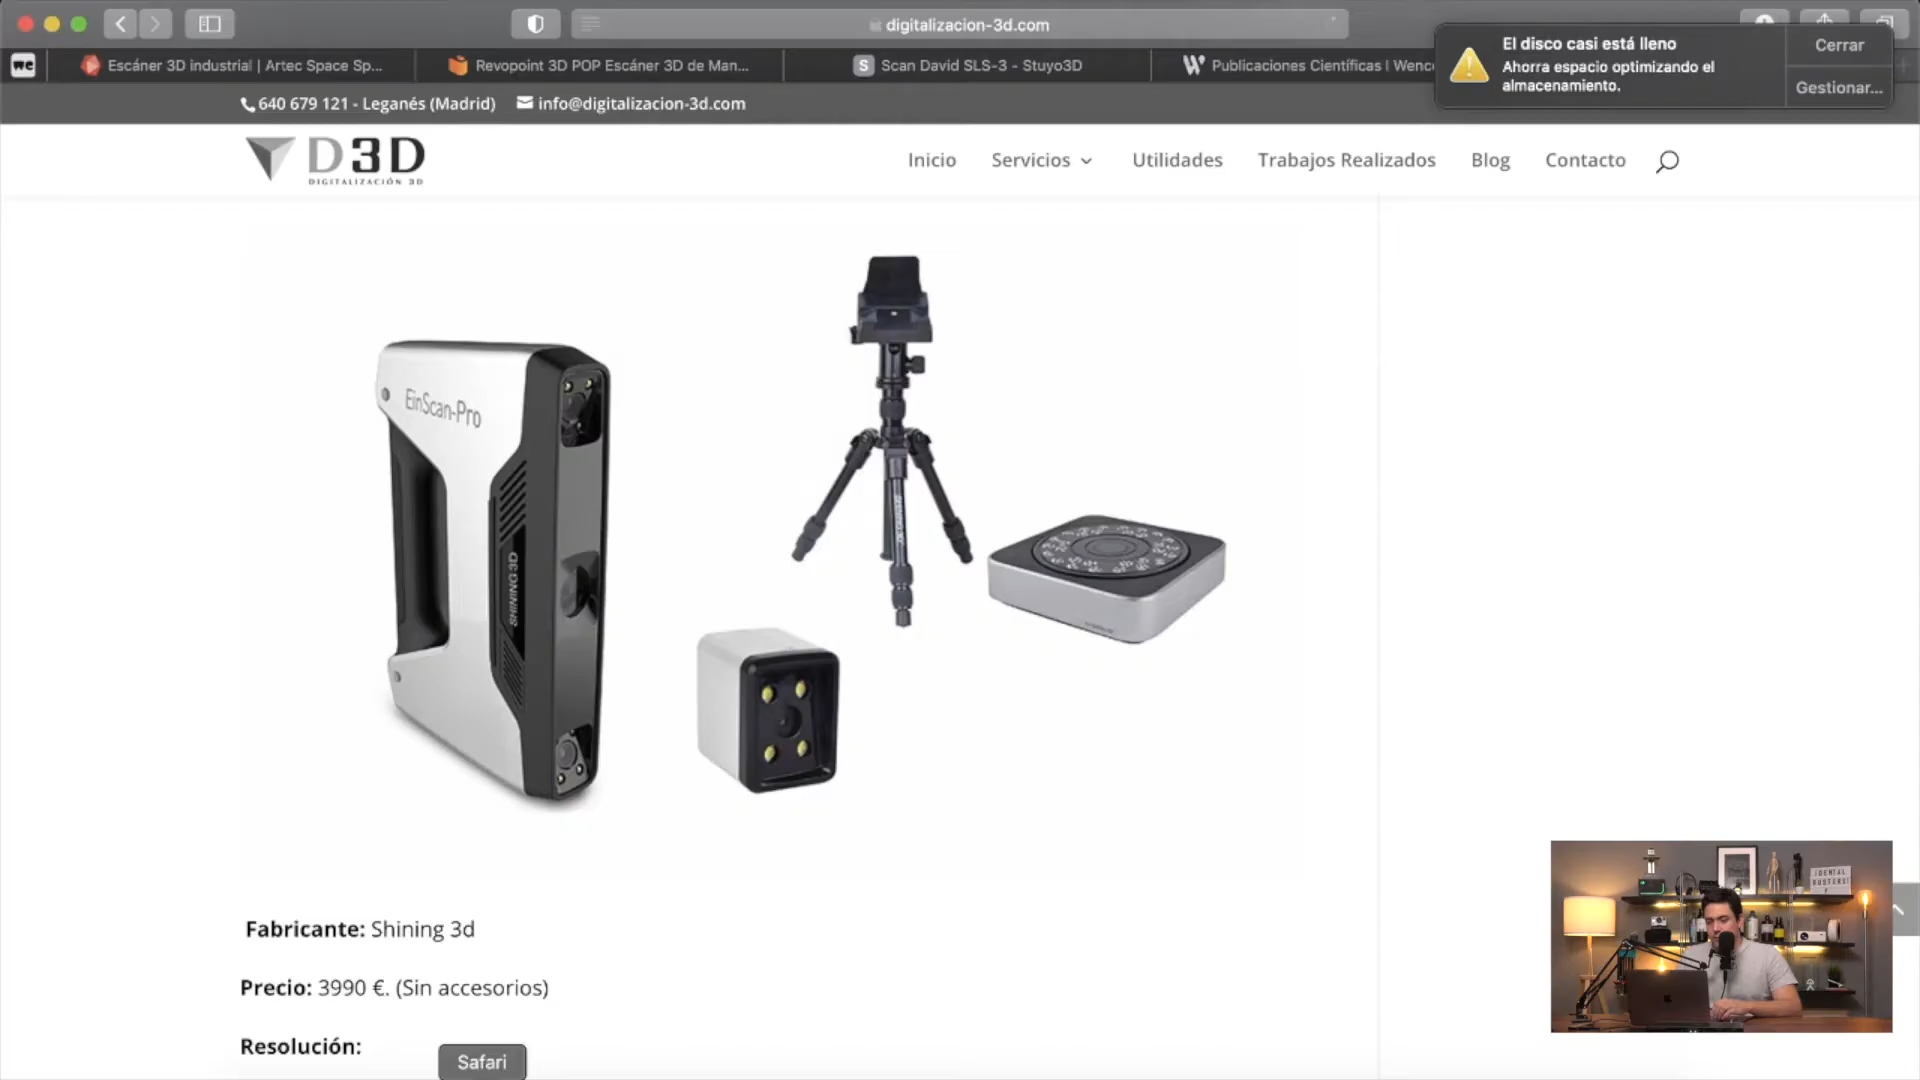 digitalizacion-3d.com
we
Escáner 3D industrial | Artec Space Sp...
Revopoint 3D POP Escáner 3D de Man...
S
Scan David SLS-3 - Stuyo3D
W
Publicaciones Científicas | Wenc
El disco casi está lleno
Ahorra espacio optimizando el
almacenamiento.
Cerrar
Gestionar...
640 679 121 - Leganés (Madrid)
info@digitalizacion-3d.com
D3D
DIGITALIZACIÓN 3D
Inicio
Servicios
Utilidades
Trabajos Realizados
Blog
Contacto
EinScan-Pro
SHINING 3D
Fabricante: Shining 3d
Precio: 3990 €. (Sin accesorios)
Resolución:
Safari